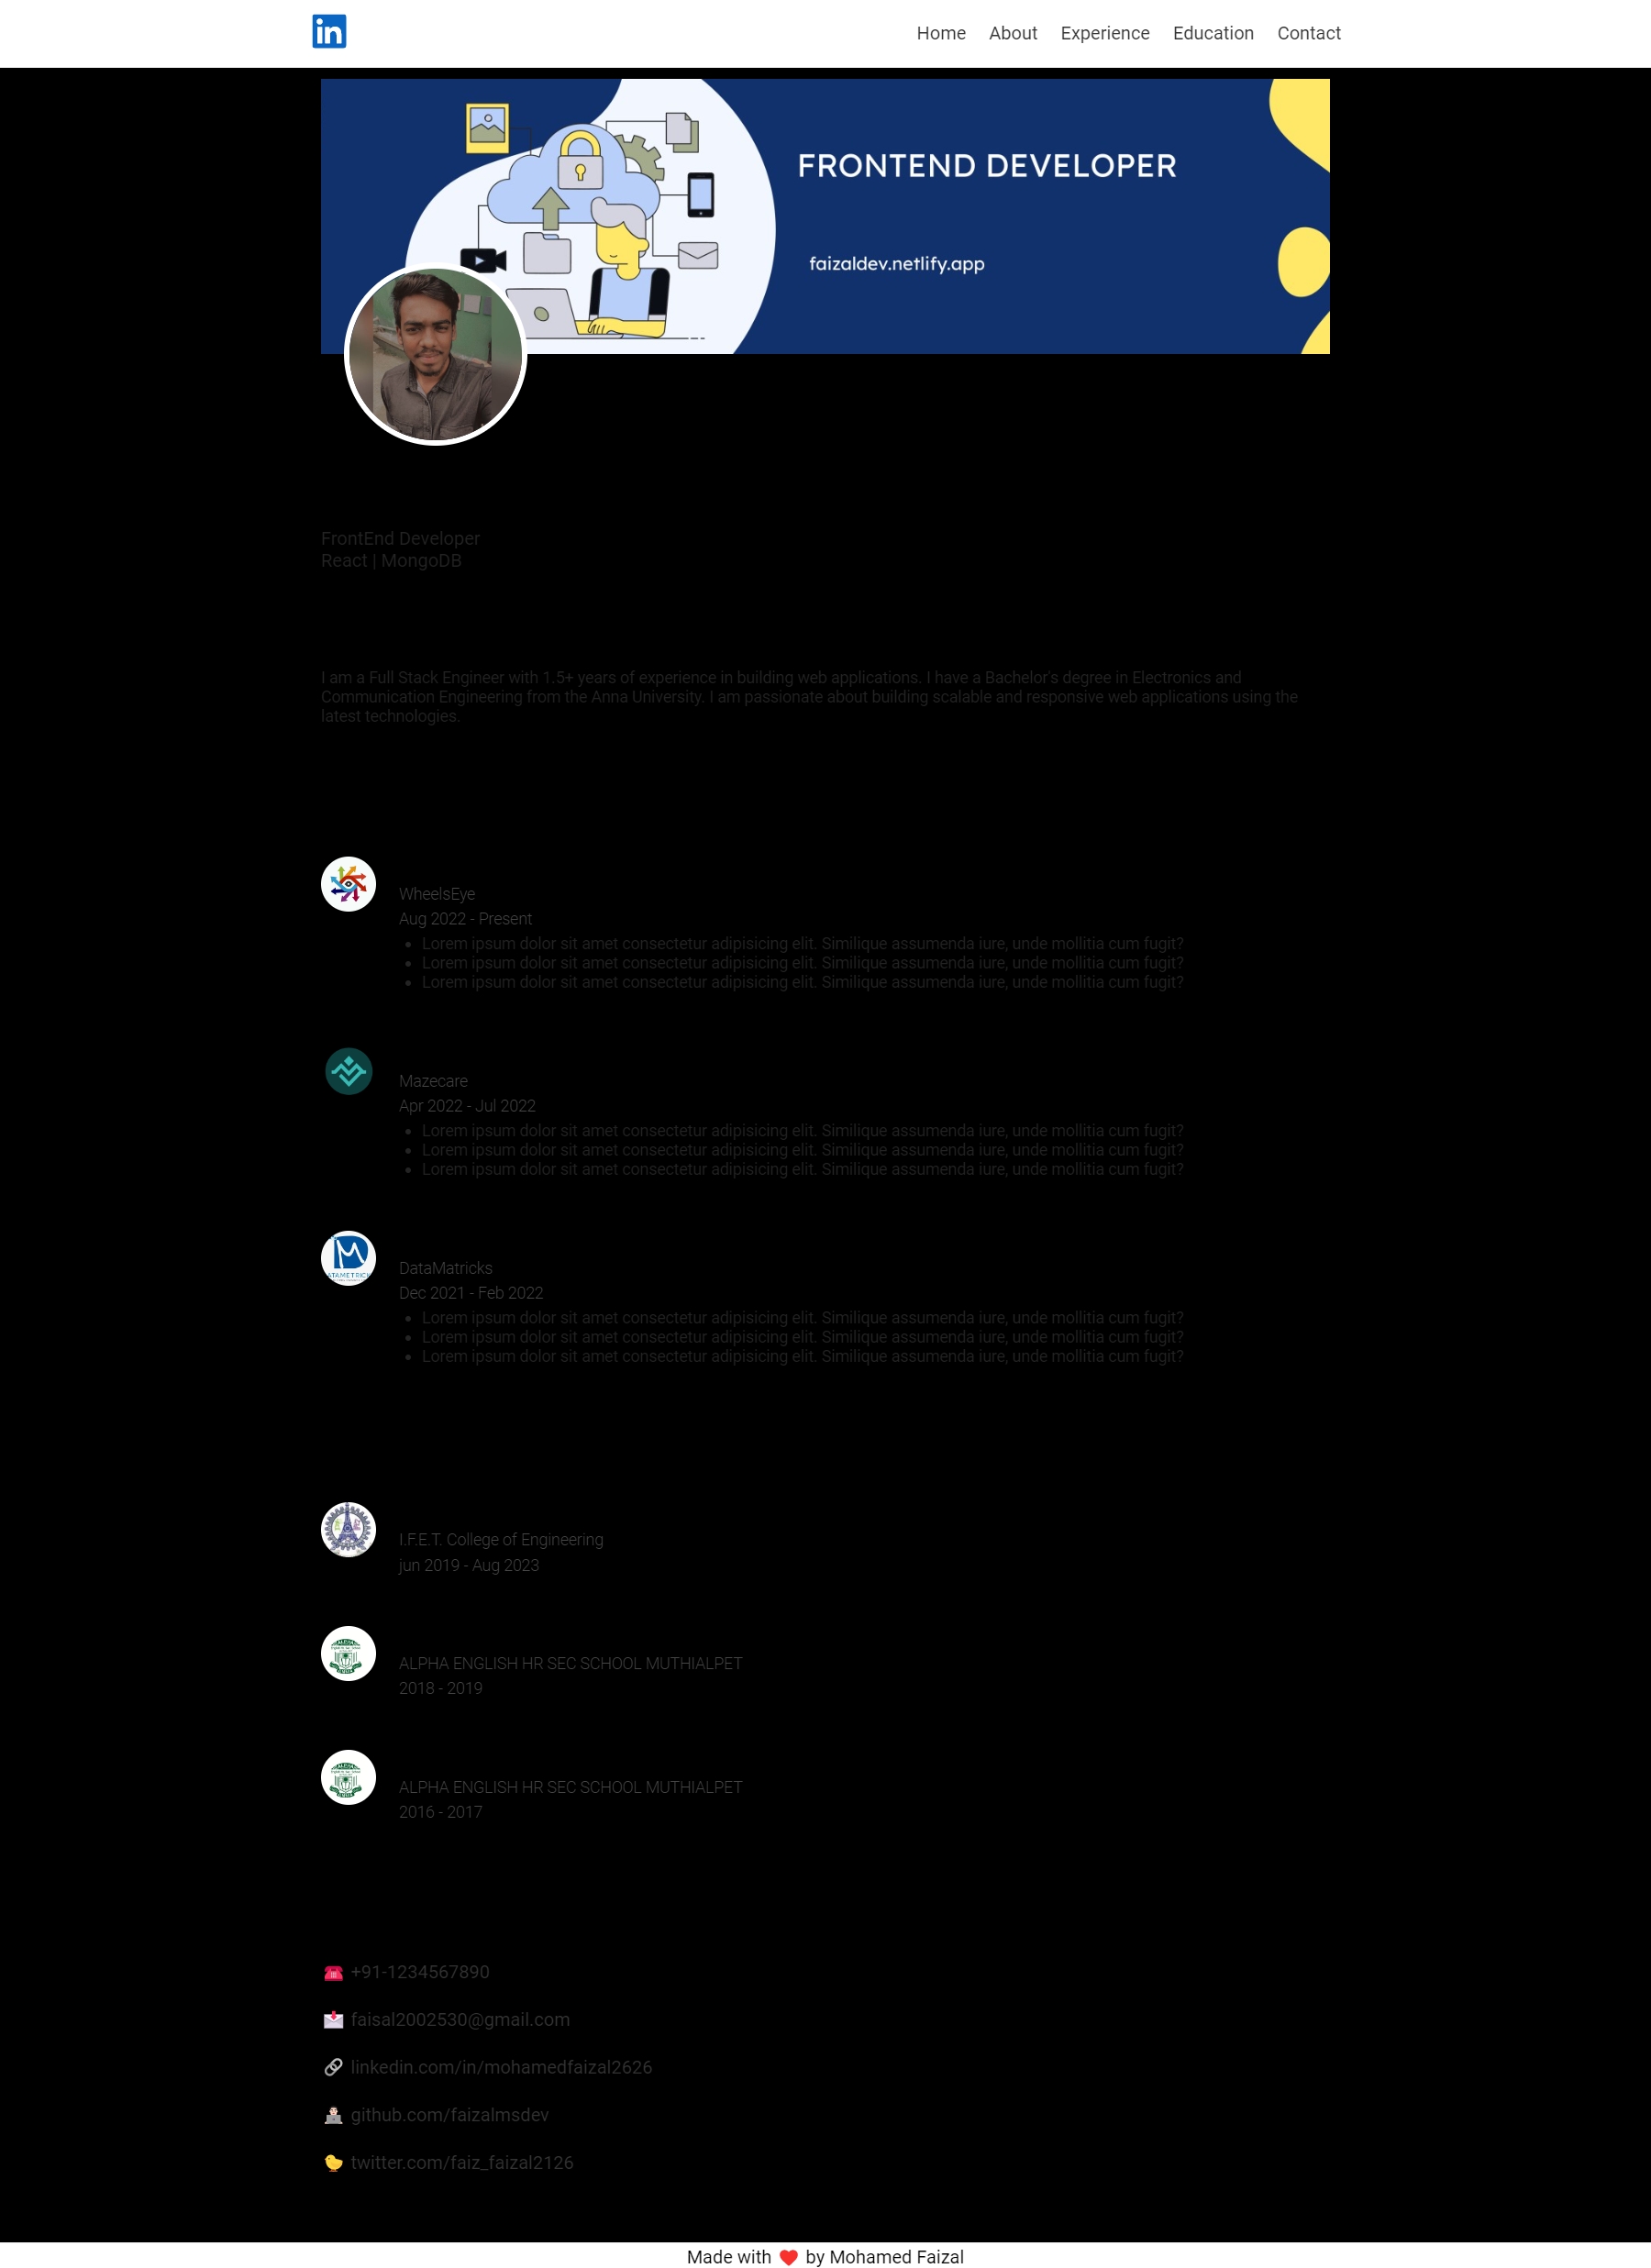 in
Home About Experience Education Contact
FRONTEND DEVELOPER
faizaldev.netlify.app
FrontEnd Developer
React | MongoDB
I am a Full Stack Engineer with 1.5+ years of experience in building web applications. I have a Bachelor's degree in Electronics and
Communication Engineering from the Anna University. I am passionate about building scalable and responsive web applications using the
latest technologies.
WheelsEye
Aug 2022 - Present
• Lorem ipsum dolor sit amet consectetur adipisicing elit. Similique assumenda iure, unde mollitia cum fugit?
• Lorem ipsum dolor sit amet consectetur adipisicing elit. Similique assumenda iure, unde mollitia cum fugit?
• Lorem ipsum dolor sit amet consectetur adipisicing elit. Similique assumenda iure, unde mollitia cum fugit?
Mazecare
Apr 2022 - Jul 2022
• Lorem ipsum dolor sit amet consectetur adipisicing elit. Similique assumenda iure, unde mollitia cum fugit?
• Lorem ipsum dolor sit amet consectetur adipisicing elit. Similique assumenda iure, unde mollitia cum fugit?
• Lorem ipsum dolor sit amet consectetur adipisicing elit. Similique assumenda iure, unde mollitia cum fugit?
DataMatricks
Dec 2021 - Feb 2022
• Lorem ipsum dolor sit amet consectetur adipisicing elit. Similique assumenda iure, unde mollitia cum fugit?
• Lorem ipsum dolor sit amet consectetur adipisicing elit. Similique assumenda iure, unde mollitia cum fugit?
• Lorem ipsum dolor sit amet consectetur adipisicing elit. Similique assumenda iure, unde mollitia cum fugit?
I.F.E.T. College of Engineering
jun 2019 - Aug 2023
ALPHA ENGLISH HR SEC SCHOOL MUTHIALPET
2018 - 2019
ALPHA ENGLISH HR SEC SCHOOL MUTHIALPET
2016 - 2017
+91-1234567890
faisal2002530@gmail.com
linkedin.com/in/mohamedfaizal2626
github.com/faizalmsdev
twitter.com/faiz_faizal2126
Made with ❤️ by Mohamed Faizal